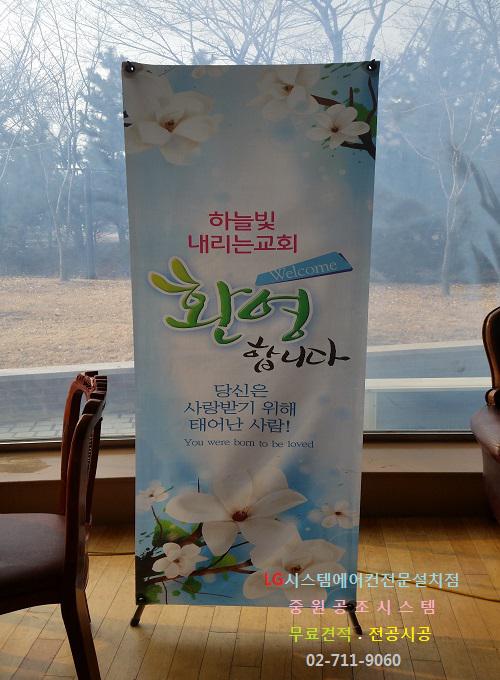 하늘빛
내리는교회
Welcome
환영
합니다
당신은
사랑받기 위해
태어난 사람!
You were born to be loved
LG시스템에어컨전문설치점
중원공조시스템
무료견적 . 전공시공
02-711-9060